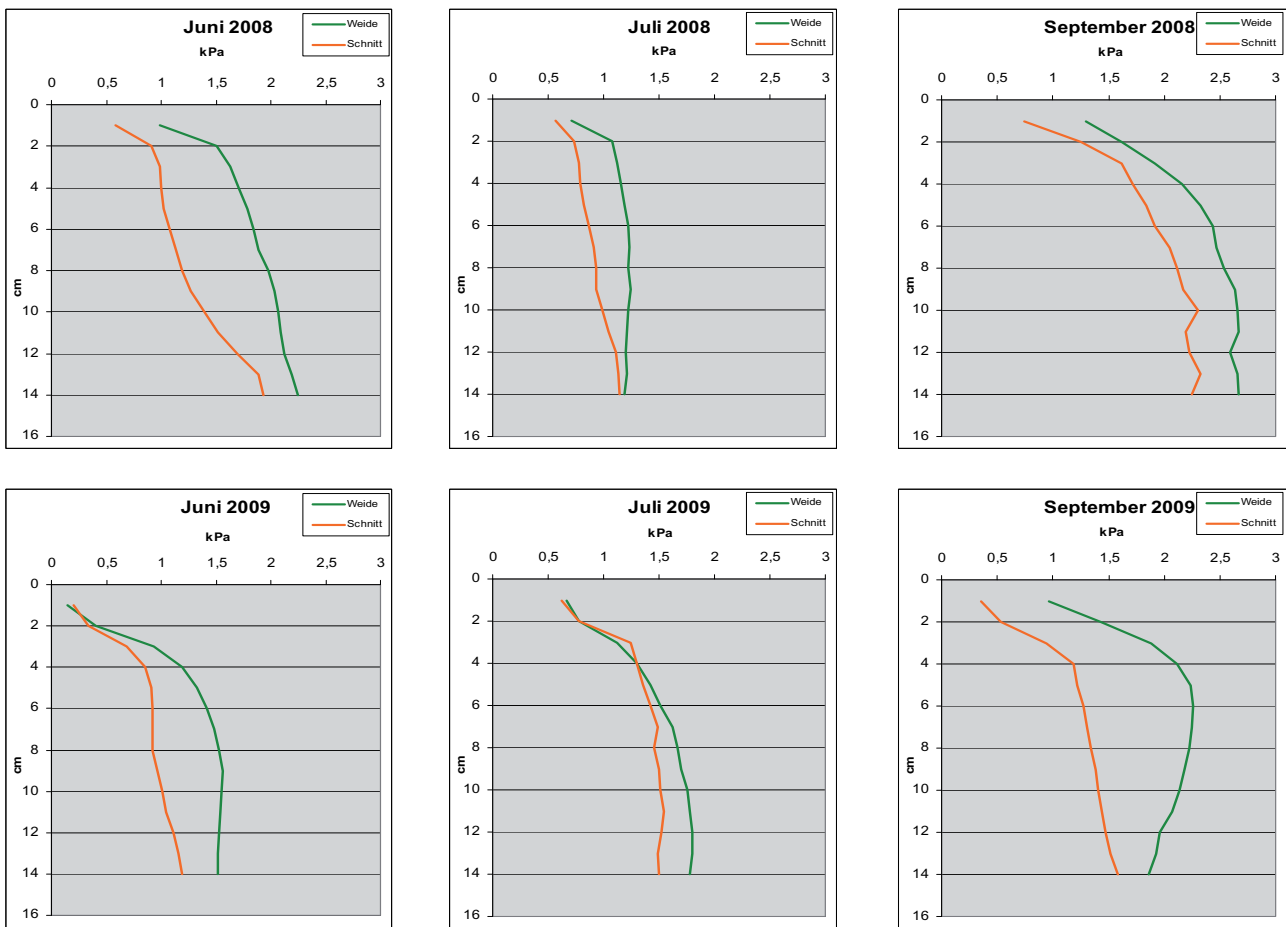 Juni 2008
Weide
Schnitt
kPa
0 0,5 1 1,5 2 2,5 3
0
2
4
6
8
10
12
14
16
cm
Juli 2008
Weide
Schnitt
kPa
0 0,5 1 1,5 2 2,5 3
0
2
4
6
8
10
12
14
16
cm
September 2008
Weide
Schnitt
kPa
0 0,5 1 1,5 2 2,5 3
0
2
4
6
8
10
12
14
16
cm
Juni 2009
Weide
Schnitt
kPa
0 0,5 1 1,5 2 2,5 3
0
2
4
6
8
10
12
14
16
cm
Juli 2009
Weide
Schnitt
kPa
0 0,5 1 1,5 2 2,5 3
0
2
4
6
8
10
12
14
16
cm
September 2009
Weide
Schnitt
kPa
0 0,5 1 1,5 2 2,5 3
0
2
4
6
8
10
12
14
16
cm